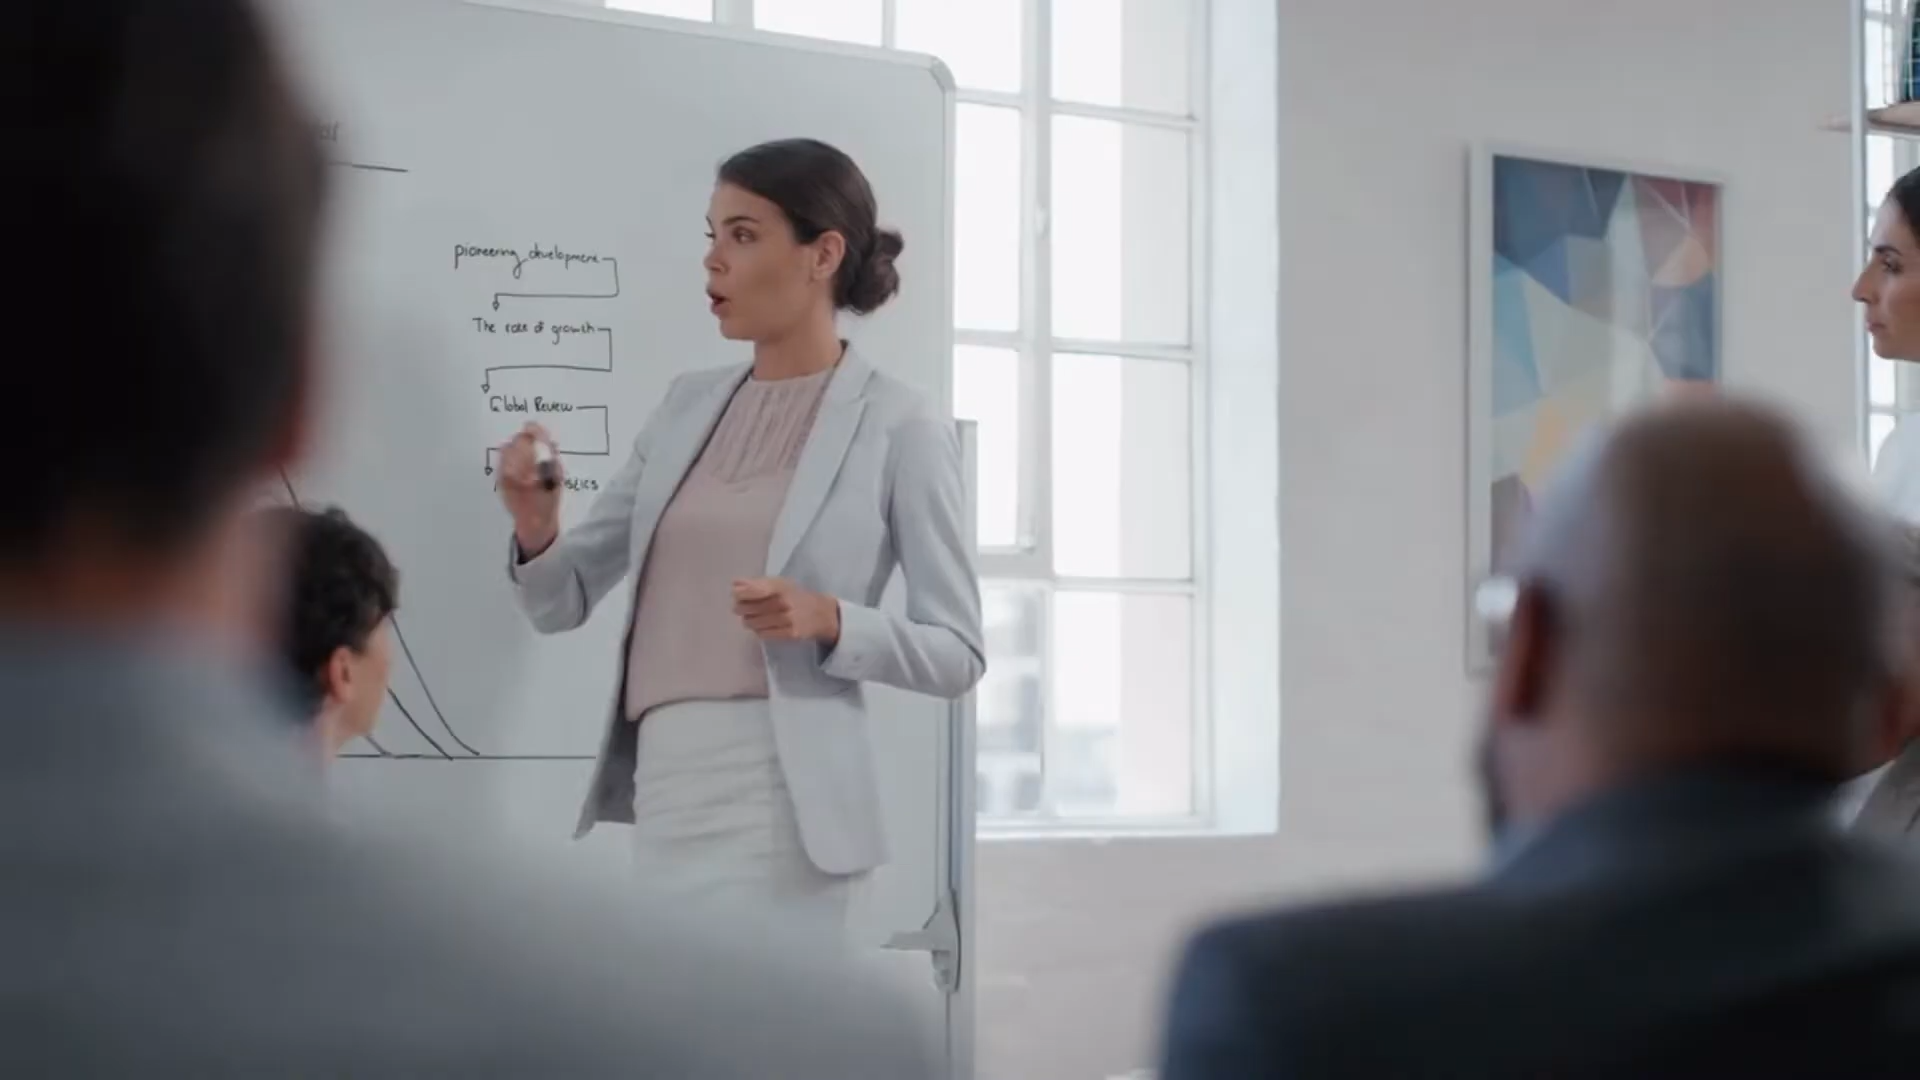 pioneering development
The rate of growth
Global Review